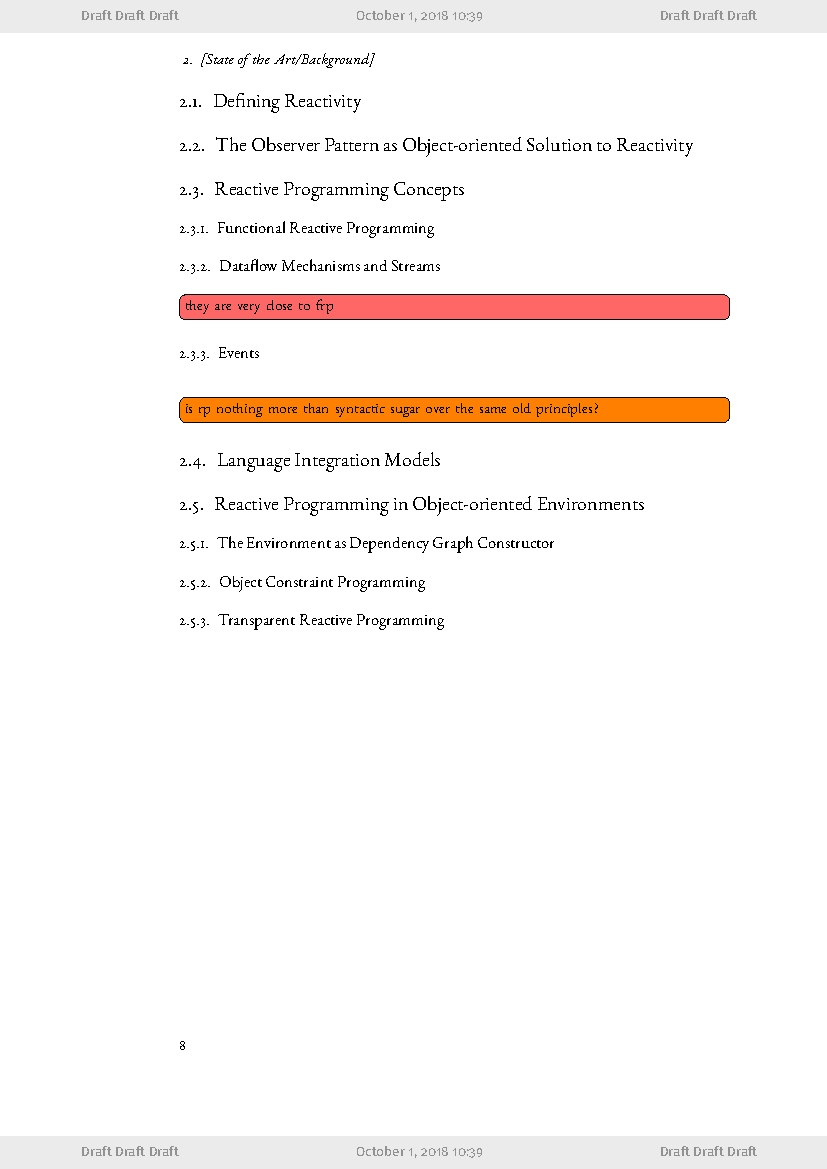 Draft Draft Draft October 1, 2018 10:39 Draft Draft Draft
2. [State of the Art/Background]
2.1. Defining Reactivity
2.2. The Observer Pattern as Object-oriented Solution to Reactivity
2.3. Reactive Programming Concepts
2.3.1. Functional Reactive Programming
2.3.2. Dataflow Mechanisms and Streams
they are very close to frp
2.3.3. Events
is rp nothing more than syntactic sugar over the same old principles?
2.4. Language Integration Models
2.5. Reactive Programming in Object-oriented Environments
2.5.1. The Environment as Dependency Graph Constructor
2.5.2. Object Constraint Programming
2.5.3. Transparent Reactive Programming
8
Draft Draft Draft October 1, 2018 10:39 Draft Draft Draft